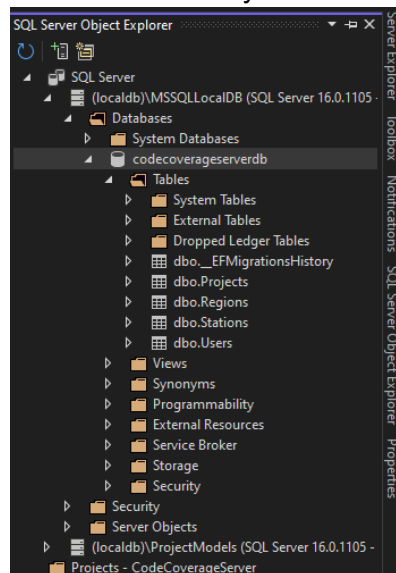 SQL Server Object Explorer
SQL Server
(localdb)\MSSQLLocalDB (SQL Server 16.0.1105 -
Databases
System Databases
codecoverageserverdb
Tables
System Tables
External Tables
Dropped Ledger Tables
dbo.__EFMigrationsHistory
dbo.Projects
dbo.Regions
dbo.Stations
dbo.Users
Views
Synonyms
Programmability
External Resources
Service Broker
Storage
Security
Security
Server Objects
(localdb)\ProjectModels (SQL Server 16.0.1105 -
Projects - CodeCoverageServer
Server Explorer
Toolbox
Notifications
SQL Server Object Explorer
Properties